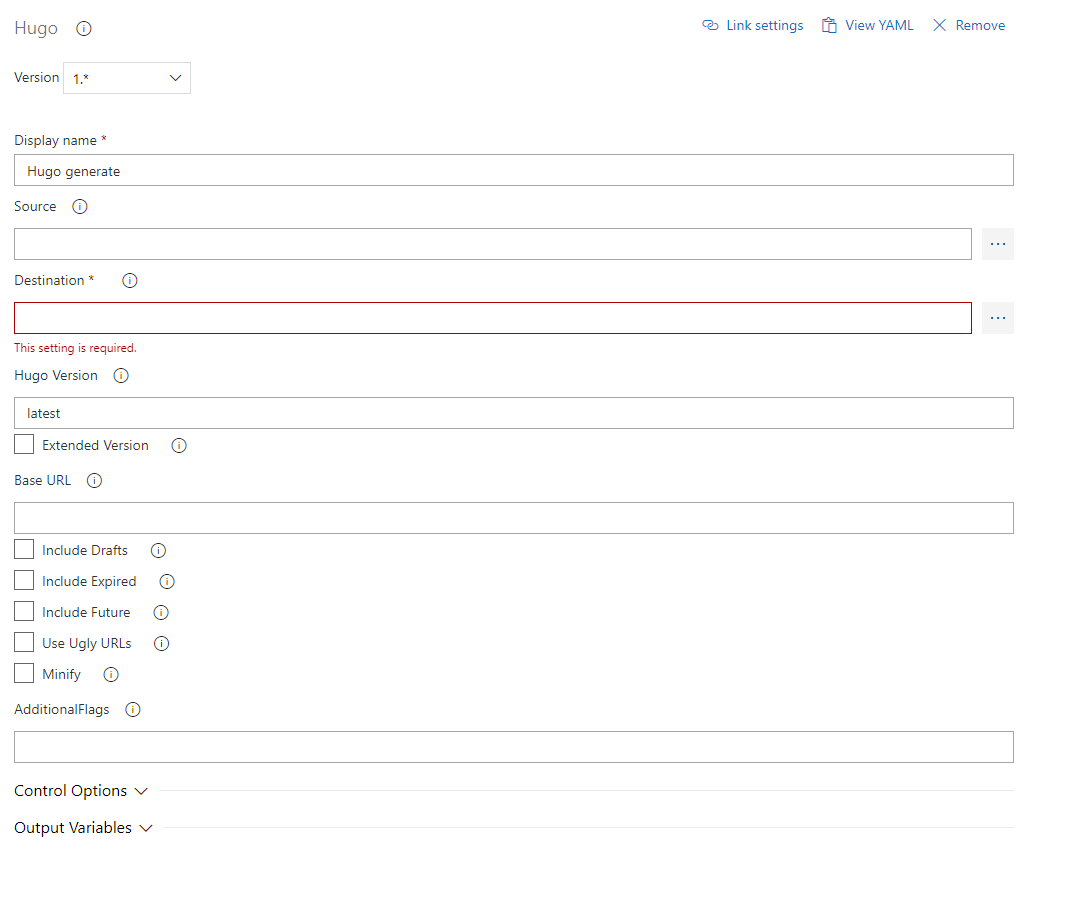 Hugo
Link settings View YAML Remove
Version 1.*
Display name *
Hugo generate
Source
Destination *
This setting is required.
Hugo Version
latest
Extended Version
Base URL
Include Drafts
Include Expired
Include Future
Use Ugly URLs
Minify
AdditionalFlags
Control Options
Output Variables